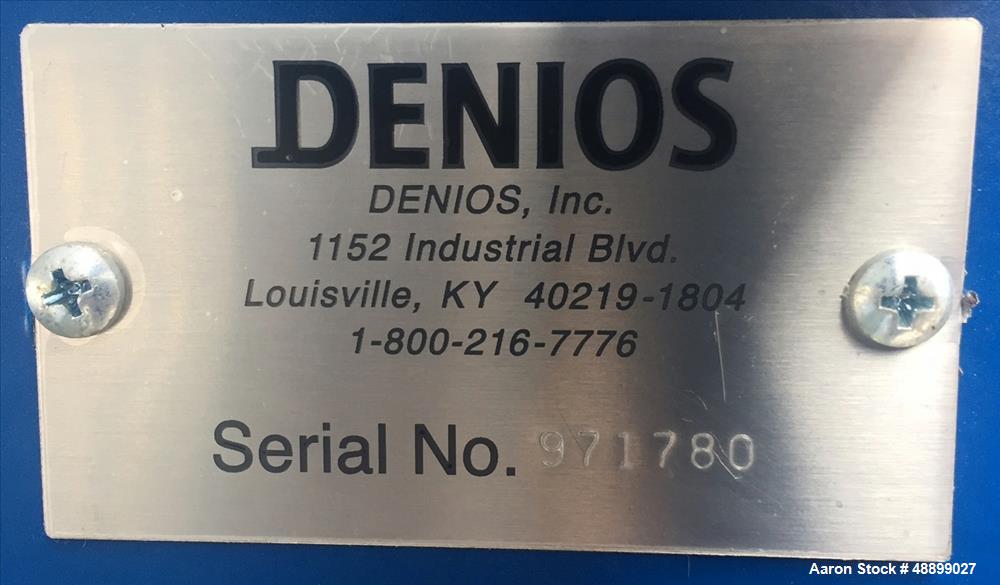 DENIOS
DENIOS, Inc.
1152 Industrial Blvd.
Louisville, KY 40219-1804
1-800-216-7776
Serial No. 971780
Aaron Stock # 48899027